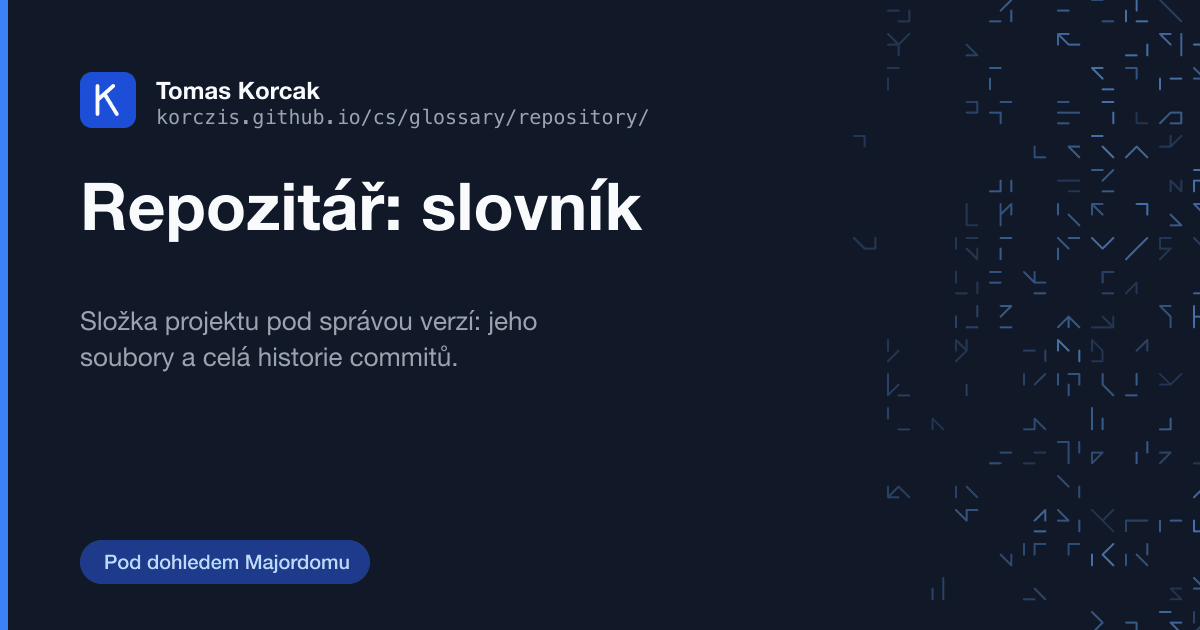 Tomas Korcak
korczis.github.io/cs/glossary/repository/
Repozitář: slovník
Složka projektu pod správou verzí: jeho
soubory a celá historie commitů.
Pod dohledem Majordomu